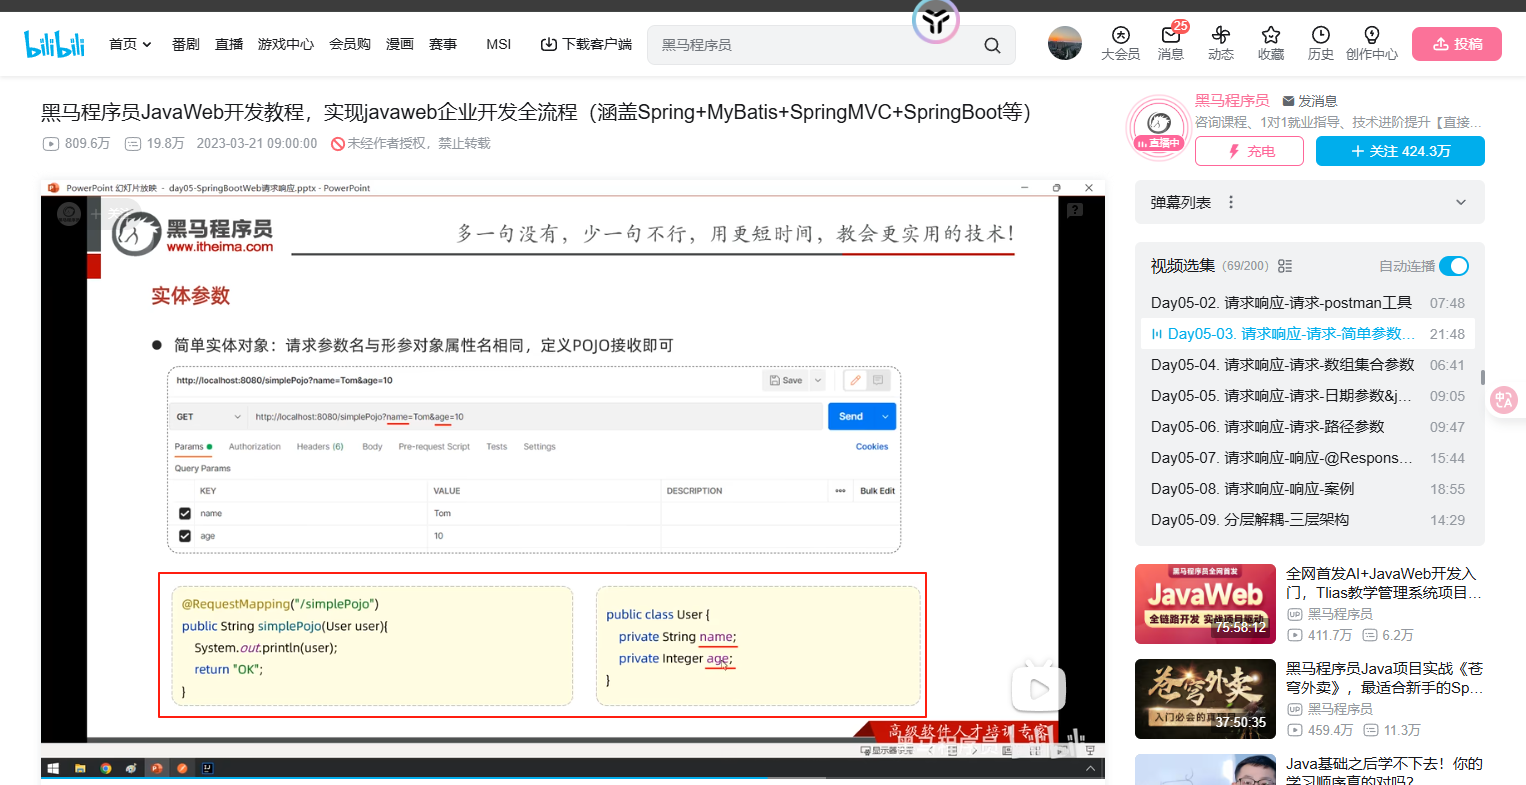 bilibili
首页
番剧
直播
游戏中心
会员购
漫画
赛事
MSI
下载客户端
黑马程序员
大会员
25
消息
动态
收藏
历史
创作中心
投稿
黑马程序员JavaWeb开发教程，实现javaweb企业开发全流程（涵盖Spring+MyBatis+SpringMVC+SpringBoot等）
809.6万 19.8万 2023-03-21 09:00:00 未经作者授权，禁止转载
黑马程序员 发消息
咨询课程、1对1就业指导、技术进阶提升【直接...
直播中
充电
+ 关注 424.3万
PowerPoint 幻灯片放映 - day05-SpringBootWeb请求响应.pptx - PowerPoint
黑马程序员
www.itheima.com
多一句没有，少一句不行，用更短时间，教会更实用的技术！
实体参数
● 简单实体对象：请求参数名与形参对象属性名相同，定义POJO接收即可
http://localhost:8080/simplePojo?name=Tom&age=10
Save
GET
http://localhost:8080/simplePojo?name=Tom&age=10
Send
Params
Authorization
Headers (6)
Body
Pre-request Script
Tests
Settings
Cookies
Query Params
KEY
VALUE
DESCRIPTION
Bulk Edit
name
Tom
age
10
@RequestMapping("/simplePojo")
public String simplePojo(User user){
System.out.println(user);
return "OK";
}
public class User {
private String name;
private Integer age;
}
高级软件人才培训专家
黑马程序员
bilibili
弹幕列表
视频选集 (69/200)
自动连播
Day05-02. 请求响应-请求-postman工具 07:48
Day05-03. 请求响应-请求-简单参数... 21:48
Day05-04. 请求响应-请求-数组集合参数 06:41
Day05-05. 请求响应-请求-日期参数&j... 09:05
Day05-06. 请求响应-请求-路径参数 09:47
Day05-07. 请求响应-响应-@Respons... 15:44
Day05-08. 请求响应-响应-案例 18:55
Day05-09. 分层解耦-三层架构 14:29
黑马程序员全网首发
JavaWeb
全链路开发 实战项目驱动
75:58:12
全网首发AI+JavaWeb开发入
门，Tlias教学管理系统项目...
黑马程序员
411.7万 6.2万
苍穹外卖
37:50:35
黑马程序员Java项目实战《苍
穹外卖》，最适合新手的Sp...
黑马程序员
459.4万 11.3万
Java基础之后学不下去！你的
学习顺序真的对吗?